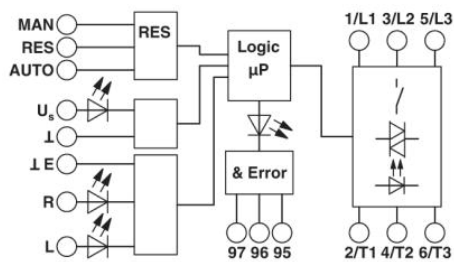 MAN
RES
AUTO
RES
Us
⊥
⊥ E
R
L
Logic
µP
& Error
97 96 95
1/L1 3/L2 5/L3
2/T1 4/T2 6/T3